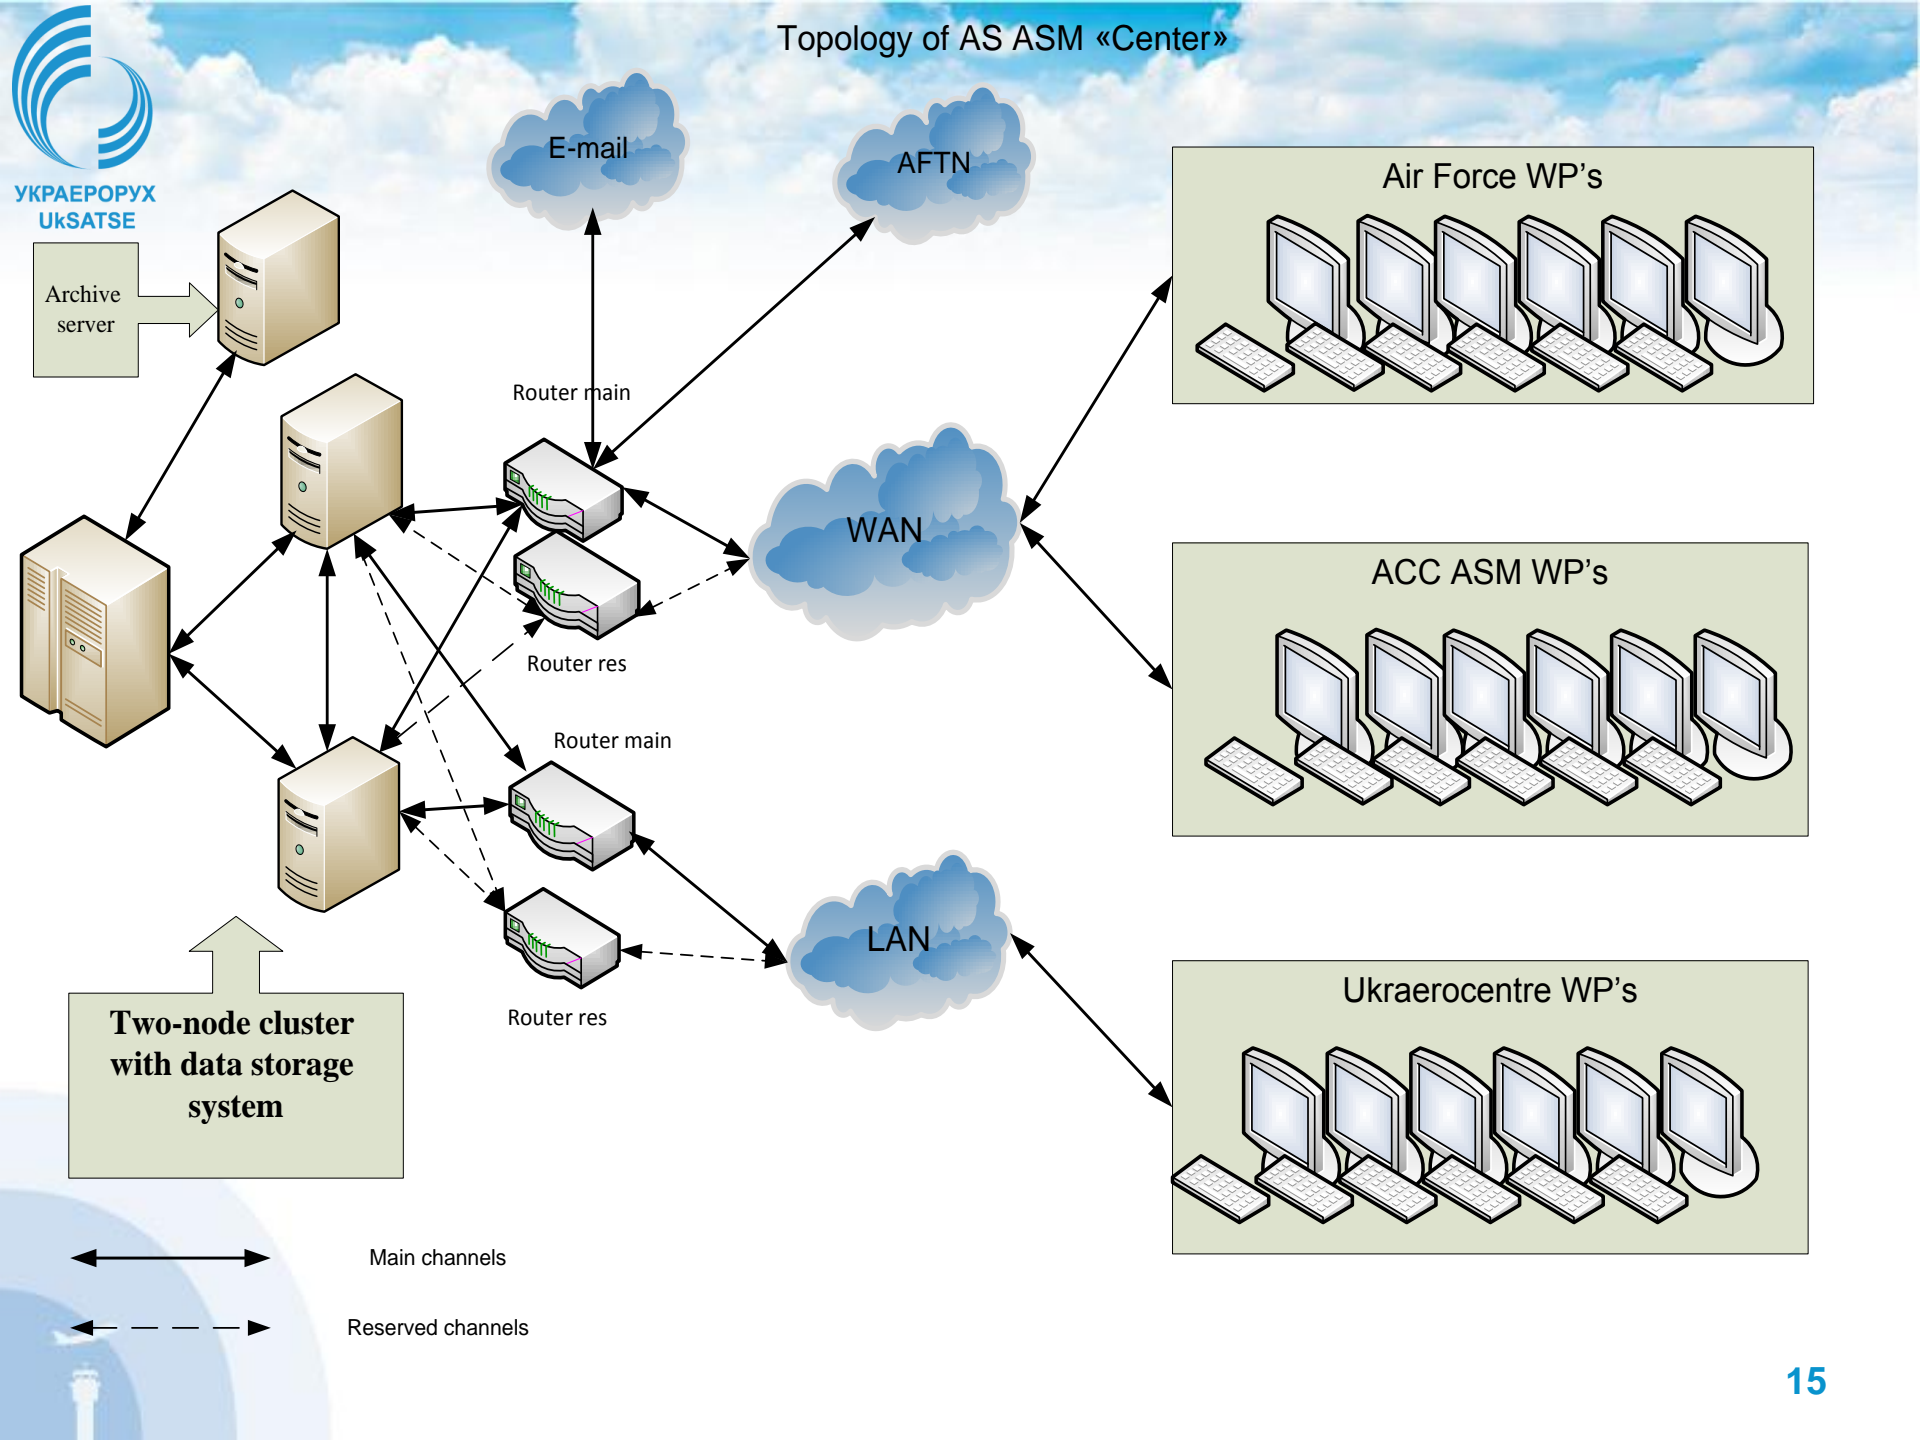 Topology of AS ASM «Center»
УКРАЕРОРУХ
UkSATSE
E-mail
AFTN
Air Force WP's
Archive
server
Router main
WAN
ACC ASM WP's
Router res
Router main
LAN
Ukraerocentre WP's
Router res
Two-node cluster
with data storage
system
Main channels
Reserved channels
15